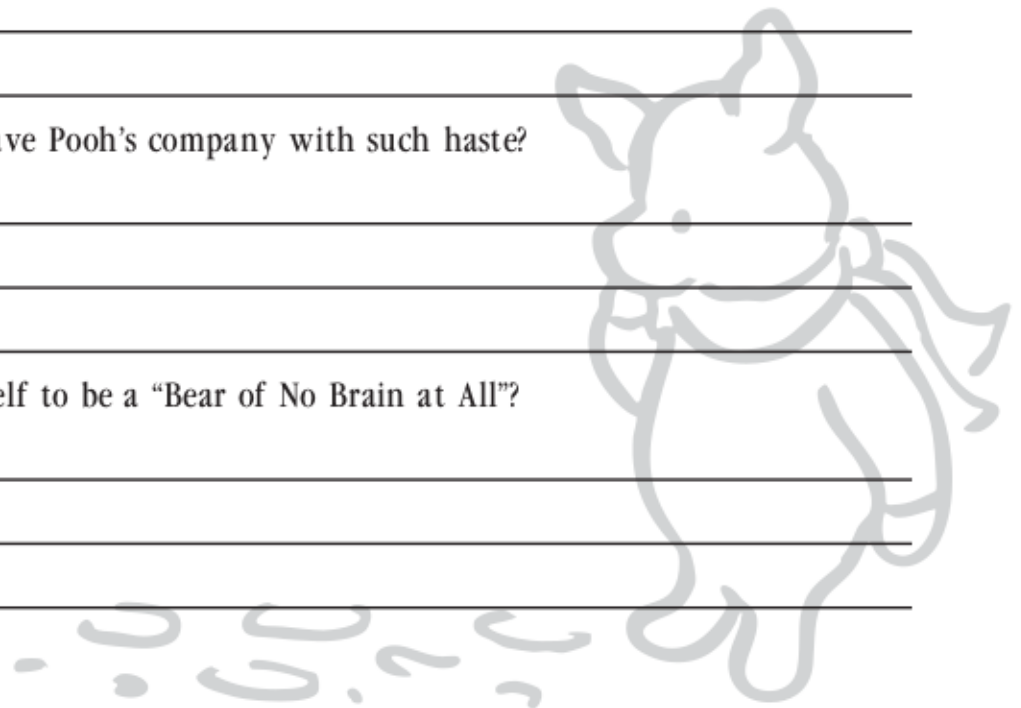 ve Pooh’s company with such haste?
elf to be a “Bear of No Brain at All”?